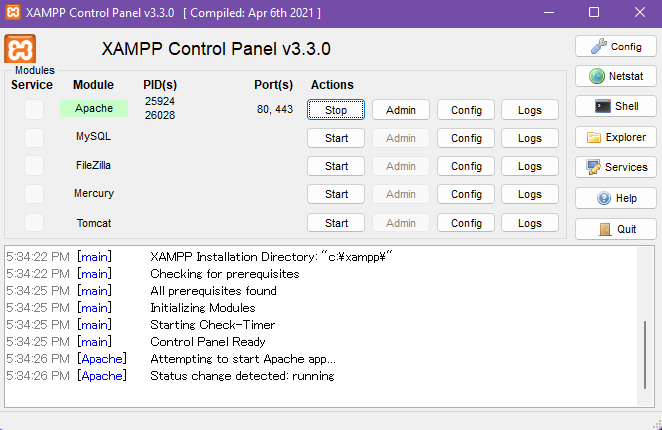 XAMPP Control Panel v3.3.0 [ Compiled: Apr 6th 2021 ]
XAMPP Control Panel v3.3.0
Config
Modules
Service Module PID(s) Port(s) Actions
Netstat
Apache 25924 26028 80, 443 Stop Admin Config Logs
Shell
MySQL Start Admin Config Logs
Explorer
FileZilla Start Admin Config Logs
Services
Mercury Start Admin Config Logs
Help
Tomcat Start Admin Config Logs
Quit
5:34:22 PM [main] XAMPP Installation Directory: "c:¥xampp¥"
5:34:22 PM [main] Checking for prerequisites
5:34:25 PM [main] All prerequisites found
5:34:25 PM [main] Initializing Modules
5:34:25 PM [main] Starting Check-Timer
5:34:25 PM [main] Control Panel Ready
5:34:26 PM [Apache] Attempting to start Apache app...
5:34:26 PM [Apache] Status change detected: running